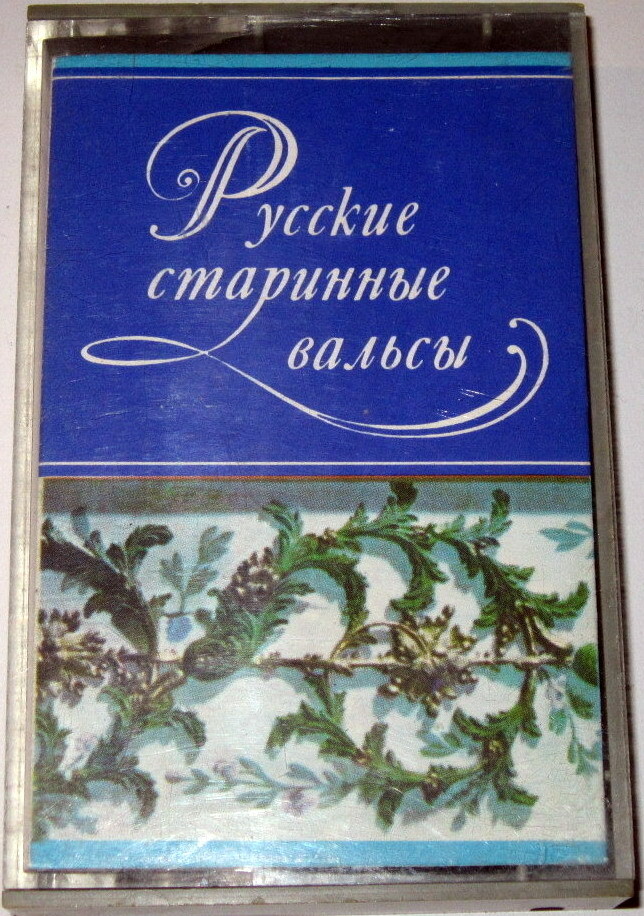 Русские
старинные
вальсы